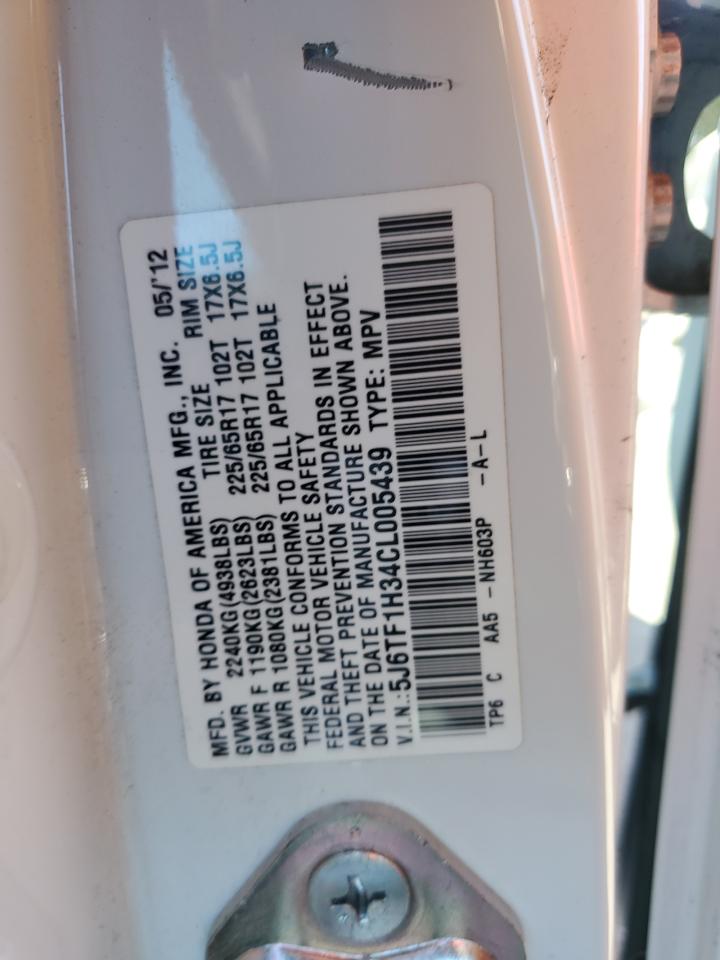 MFD. BY HONDA OF AMERICA MFG., INC. 05/'12
GVWR 2240KG(4938LBS) TIRE SIZE RIM SIZE
GAWR F 1190KG(2623LBS) 225/65R17 102T 17X6.5J
GAWR R 1080KG(2381LBS) 225/65R17 102T 17X6.5J
THIS VEHICLE CONFORMS TO ALL APPLICABLE
FEDERAL MOTOR VEHICLE SAFETY
AND THEFT PREVENTION STANDARDS IN EFFECT
ON THE DATE OF MANUFACTURE SHOWN ABOVE.
V.I.N.:5J6TF1H34CL005439 TYPE: MPV
TP6 C AA5 -NH603P -A-L